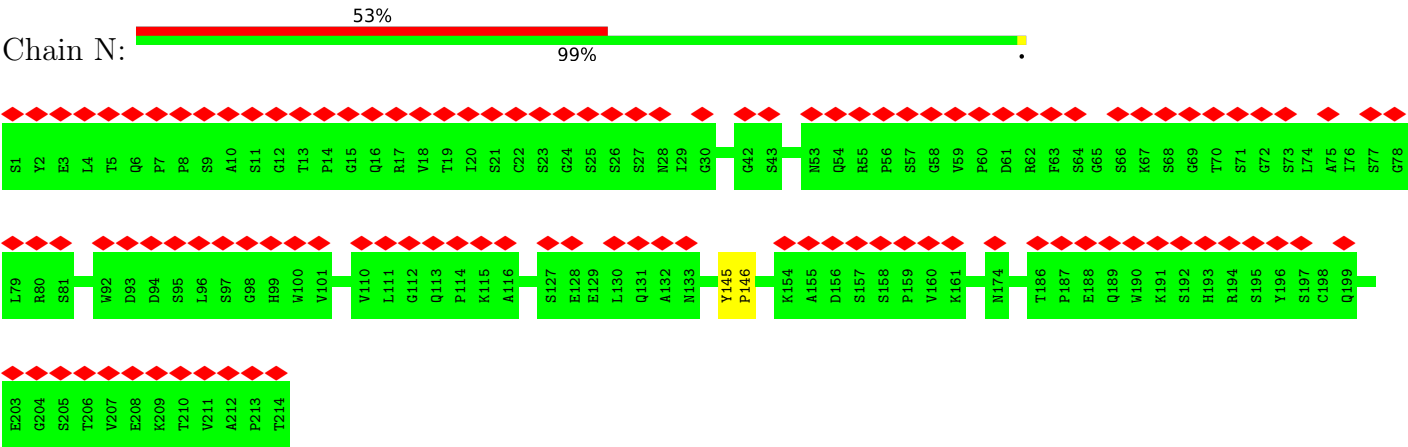 53%
Chain N:
99%
.
S1 Y2 E3 L4 T5 Q6 P7 P8 S9 A10 S11 G12 T13 P14 G15 Q16 R17 V18 T19 I20 S21 C22 S23 G24 S25 S26 S27 N28 I29 G30 G42 S43 N53 Q54 R55 P56 S57 G58 V59 P60 D61 R62 F63 S64 G65 S66 K67 S68 G69 T70 S71 G72 S73 L74 A75 I76 S77 G78
L79 R80 S81 W92 D93 D94 S95 L96 S97 G98 H99 W100 V101 V110 L111 G112 Q113 P114 K115 A116 S127 E128 E129 L130 Q131 A132 N133 Y145 P146 K154 A155 D156 S157 S158 P159 V160 K161 N174 T186 P187 E188 Q189 W190 K191 S192 H193 R194 S195 Y196 S197 C198 Q199
E203 G204 S205 T206 V207 E208 K209 T210 V211 A212 P213 T214